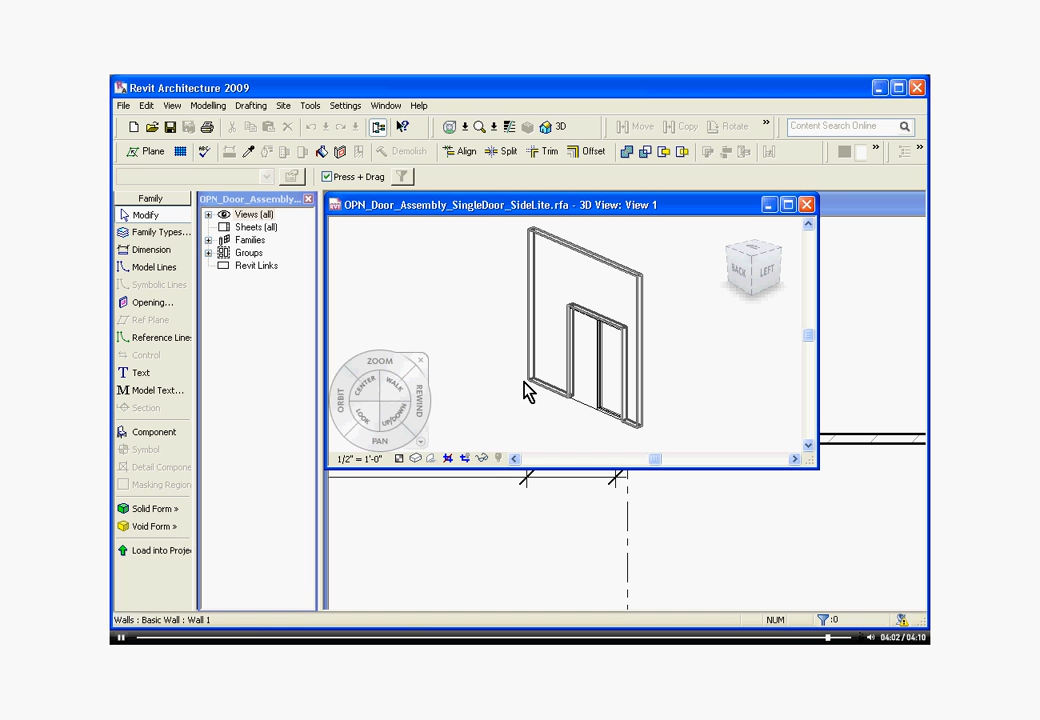 Revit Architecture 2009
File Edit View Modelling Drafting Site Tools Settings Window Help
3D Move Copy Rotate » Content Search Online
Plane Demolish Align Split Trim Offset » »
Press + Drag
Family
Modify
Family Types...
Dimension
Model Lines
Symbolic Lines
Opening...
Ref Plane
Reference Line
Control
Text
Model Text...
Section
Component
Symbol
Detail Compone
Masking Region
Solid Form »
Void Form »
Load into Proje
OPN_Door_Assembly...
Views (all)
Sheets (all)
Families
Groups
Revit Links
OPN_Door_Assembly_SingleDoor_SideLite.rfa - 3D View: View 1
BACK LEFT
ZOOM
CENTER WALK
ORBIT REWIND
LOOK UP/DOWN
PAN
1/2" = 1'-0"
Walls : Basic Wall : Wall 1 NUM :0
04:02 / 04:10